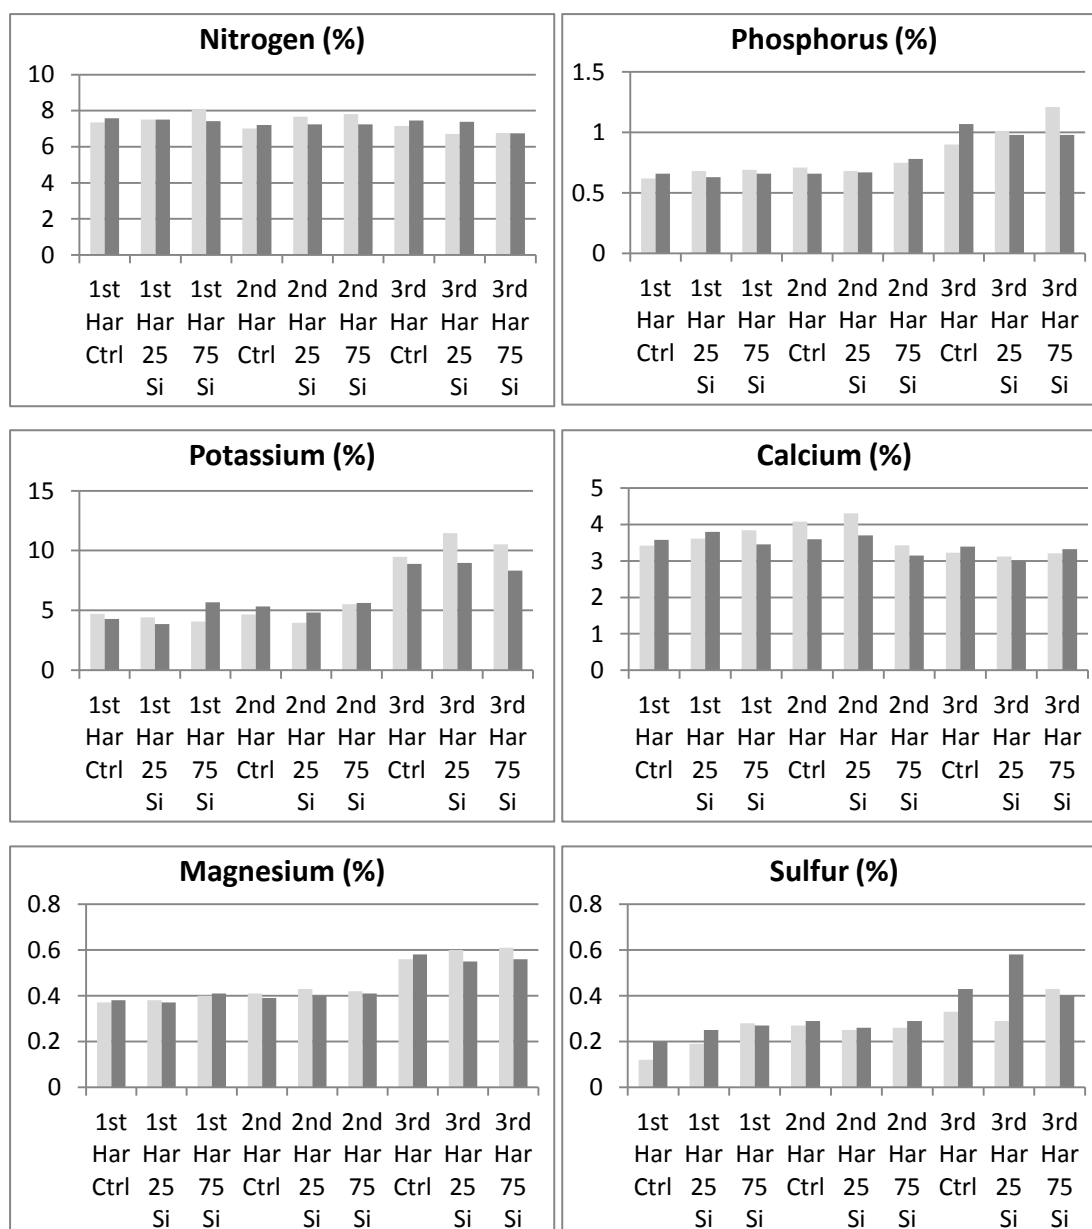 Nitrogen (%)
10
8
6
4
2
0
1st 1st 1st 2nd 2nd 2nd 3rd 3rd 3rd
Har Har Har Har Har Har Har Har Har
Ctrl 25 75 Ctrl 25 75 Ctrl 25 75
Si Si Si Si Si Si
Phosphorus (%)
1.5
1
0.5
0
1st 1st 1st 2nd 2nd 2nd 3rd 3rd 3rd
Har Har Har Har Har Har Har Har Har
Ctrl 25 75 Ctrl 25 75 Ctrl 25 75
Si Si Si Si Si Si
Potassium (%)
15
10
5
0
1st 1st 1st 2nd 2nd 2nd 3rd 3rd 3rd
Har Har Har Har Har Har Har Har Har
Ctrl 25 75 Ctrl 25 75 Ctrl 25 75
Si Si Si Si Si Si
Calcium (%)
5
4
3
2
1
0
1st 1st 1st 2nd 2nd 2nd 3rd 3rd 3rd
Har Har Har Har Har Har Har Har Har
Ctrl 25 75 Ctrl 25 75 Ctrl 25 75
Si Si Si Si Si Si
Magnesium (%)
0.8
0.6
0.4
0.2
0
1st 1st 1st 2nd 2nd 2nd 3rd 3rd 3rd
Har Har Har Har Har Har Har Har Har
Ctrl 25 75 Ctrl 25 75 Ctrl 25 75
Si Si Si Si Si Si
Sulfur (%)
0.8
0.6
0.4
0.2
0
1st 1st 1st 2nd 2nd 2nd 3rd 3rd 3rd
Har Har Har Har Har Har Har Har Har
Ctrl 25 75 Ctrl 25 75 Ctrl 25 75
Si Si Si Si Si Si